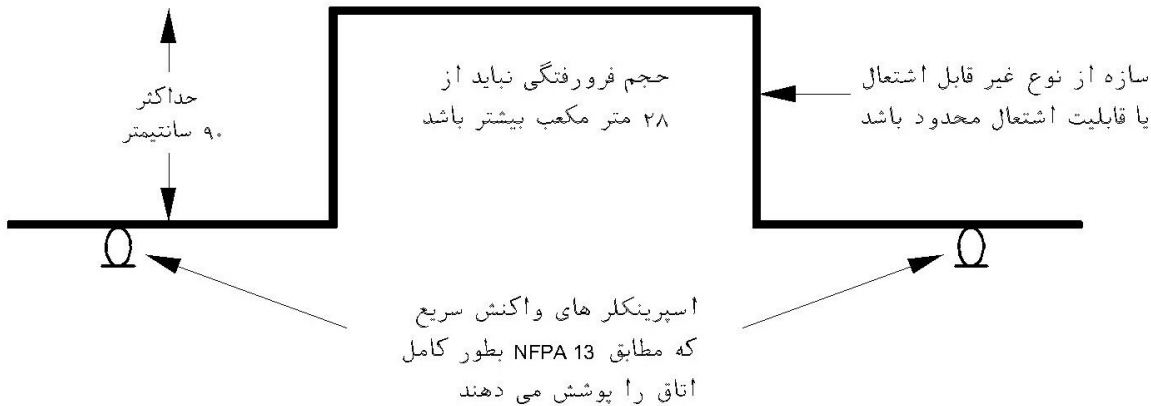 سازه از نوع غیر قابل اشتعال
یا قابلیت اشتعال محدود باشد
حجم فرورفتگی نباید از
۲۸ متر مکعب بیشتر باشد
حداکثر
۹۰ سانتیمتر
اسپرینکلر های واکنش سریع
که مطابق NFPA 13 بطور کامل
اتاق را پوشش می دهند